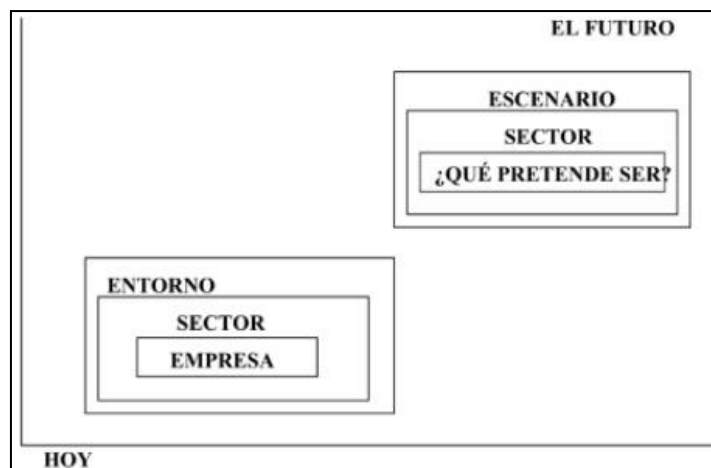 EL FUTURO
ESCENARIO
SECTOR
¿QUÉ PRETENDE SER?
ENTORNO
SECTOR
EMPRESA
HOY